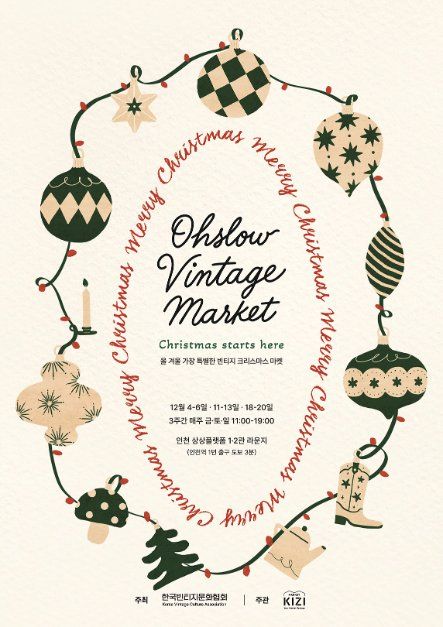 Merry Christmas Merry Christmas Merry Christmas Merry Christmas Merry Christmas Merry Christmas
Ohslow
Vintage
Market
Christmas starts here
올 겨울 가장 특별한 빈티지 크리스마스 마켓
12월 4-6일 · 11-13일 · 18-20일
3주간 매주 금·토·일 11:00-19:00
인천 상상플랫폼 1·2관 라운지
(인천역 1번 출구 도보 3분)
주최 한국빈티지문화협회 주관 KIZI
Korea Vintage Culture Association